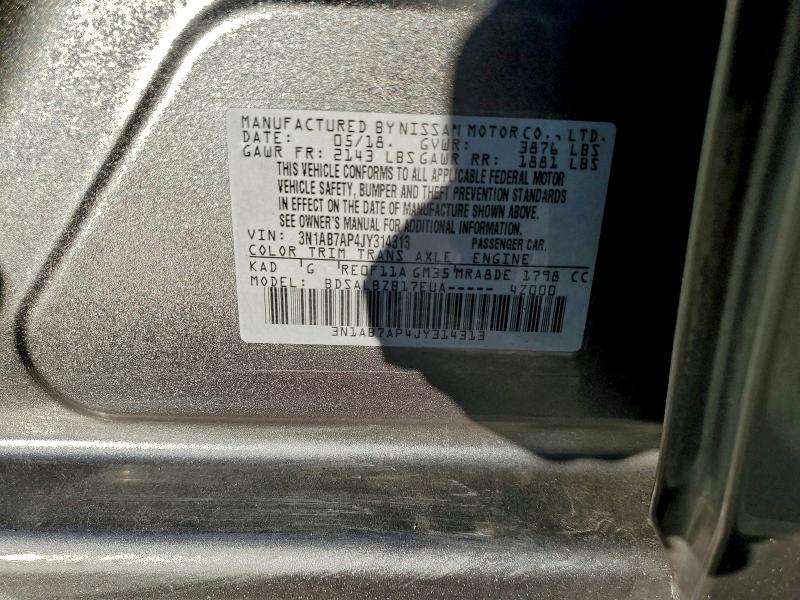 MANUFACTURED BY NISSAN MOTOR CO., LTD.
DATE: 05/18. GVWR: 3876 LBS
GAWR FR: 2143 LBS GAWR RR: 1881 LBS
THIS VEHICLE CONFORMS TO ALL APPLICABLE FEDERAL MOTOR
VEHICLE SAFETY, BUMPER AND THEFT PREVENTION STANDARDS
IN EFFECT ON THE DATE OF MANUFACTURE SHOWN ABOVE.
SEE OWNER'S MANUAL FOR ADDITIONAL INFORMATION.
VIN: 3N1AB7AP4JY314313 PASSENGER CAR.
COLOR TRIM TRANS AXLE ENGINE
KAD G RE0F11A GM35 MRA8DE 1798 CC
MODEL: BDSALBZB17EUA----- 4Z000
3N1AB7AP4JY314313